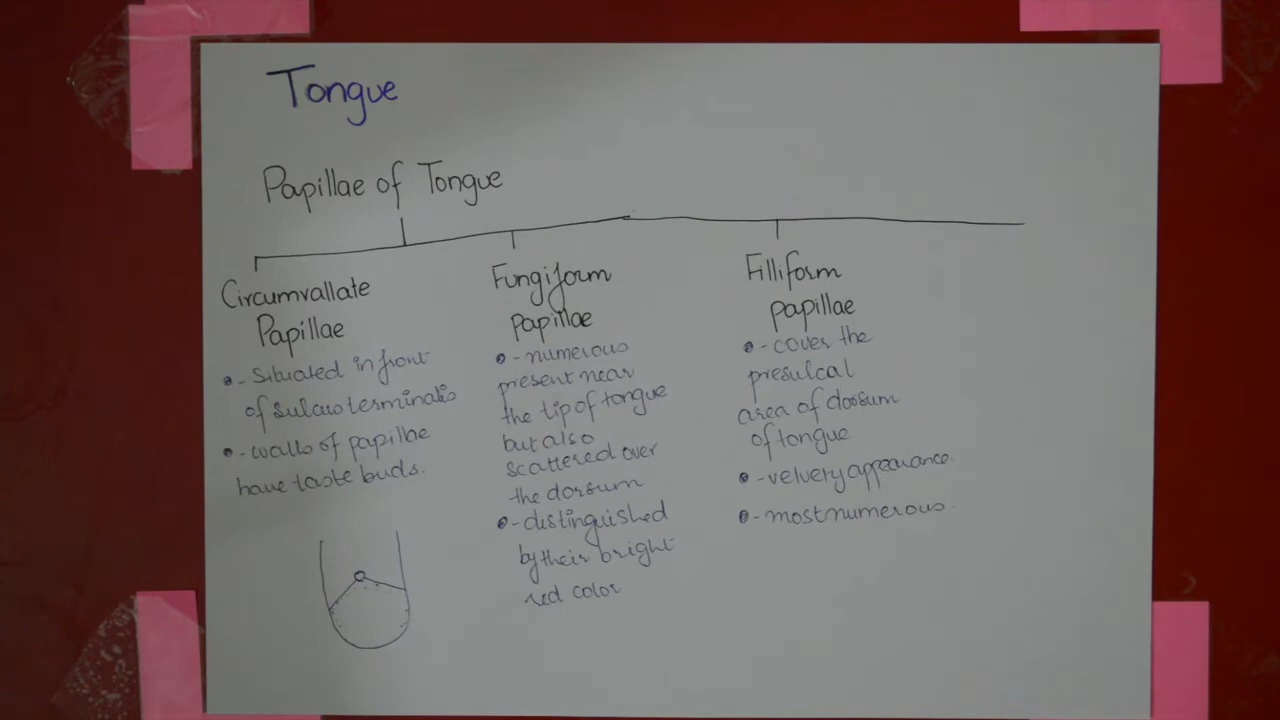 Tongue
Papillae of Tongue
Circumvallate
Papillae
- Situated in front
of sulcus terminalis
- walls of papillae
have taste buds.
Fungiform
papillae
- numerous
present near
the tip of tongue
but also
scattered over
the dorsum
- distinguished
by their bright
red color
Filliform
papillae
- cover the
presulcal
area of dorsum
of tongue
- velvery appearance.
- most numerous.